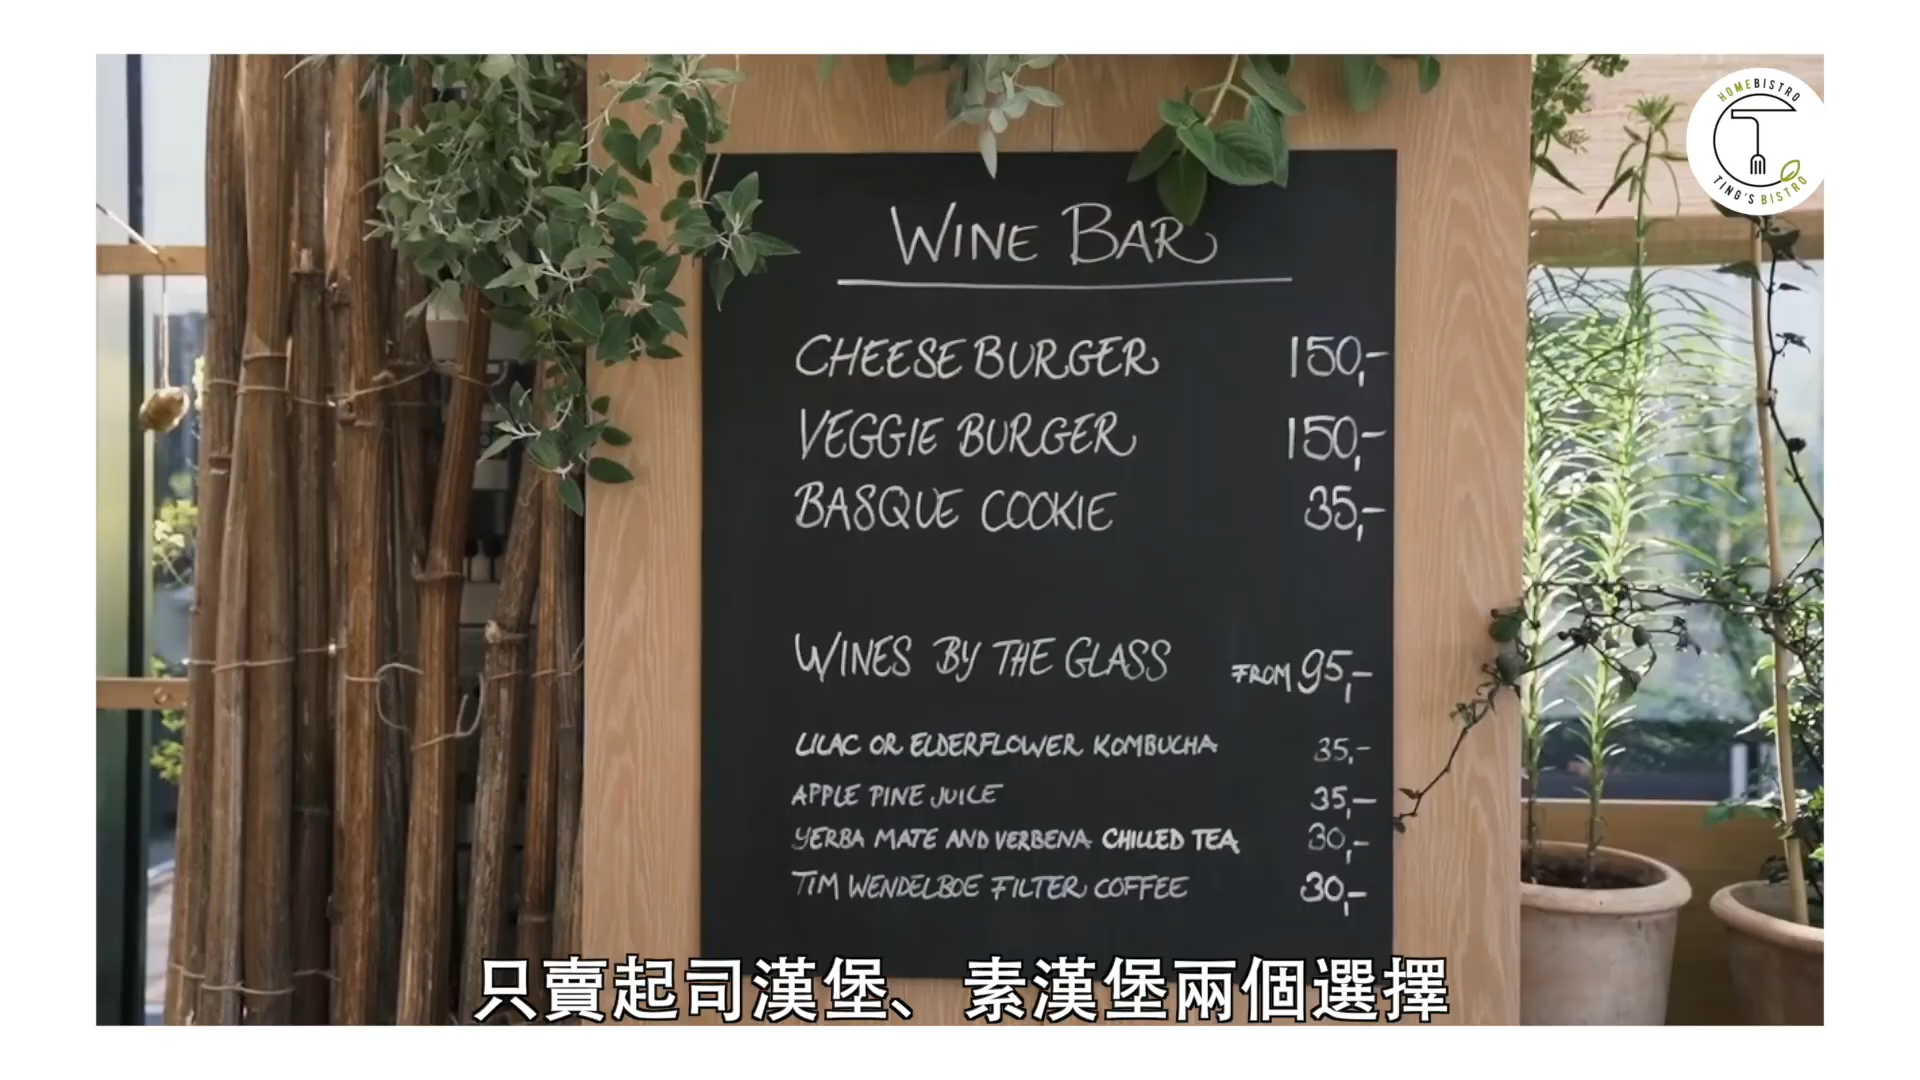 HOMEBISTRO
TING'S BISTRO
WINE BAR
CHEESE BURGER 150,-
VEGGIE BURGER 150,-
BASQUE COOKIE 35,-
WINES BY THE GLASS FROM 95,-
LILAC OR ELDERFLOWER KOMBUCHA 35,-
APPLE PINE JUICE 35,-
YERBA MATE AND VERBENA CHILLED TEA 30,-
TIM WENDELBOE FILTER COFFEE 30,-
只賣起司漢堡、素漢堡兩個選擇